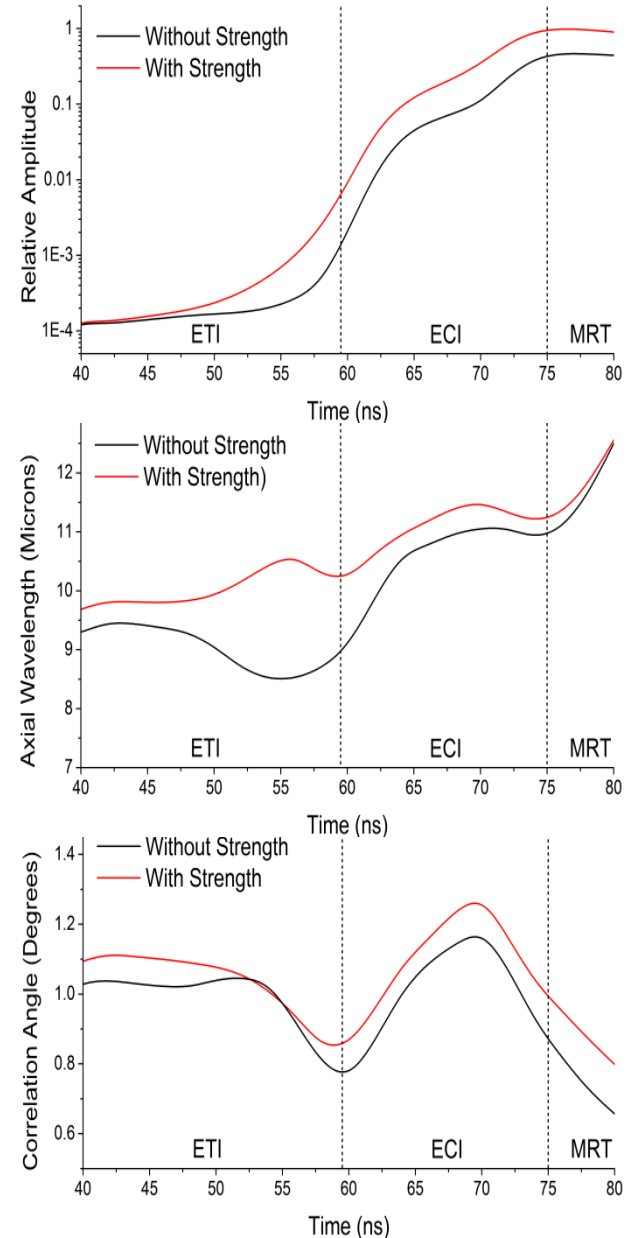 Without Strength
With Strength
1
0.1
0.01
1E-3
1E-4
Relative Amplitude
ETI ECI MRT
40 45 50 55 60 65 70 75 80
Time (ns)
Without Strength
With Strength)
12
11
10
9
8
7
Axial Wavelength (Microns)
ETI ECI MRT
40 45 50 55 60 65 70 75 80
Time (ns)
Without Strength
With Strength
1.4
1.2
1.0
0.8
0.6
Correlation Angle (Degrees)
ETI ECI MRT
40 45 50 55 60 65 70 75 80
Time (ns)